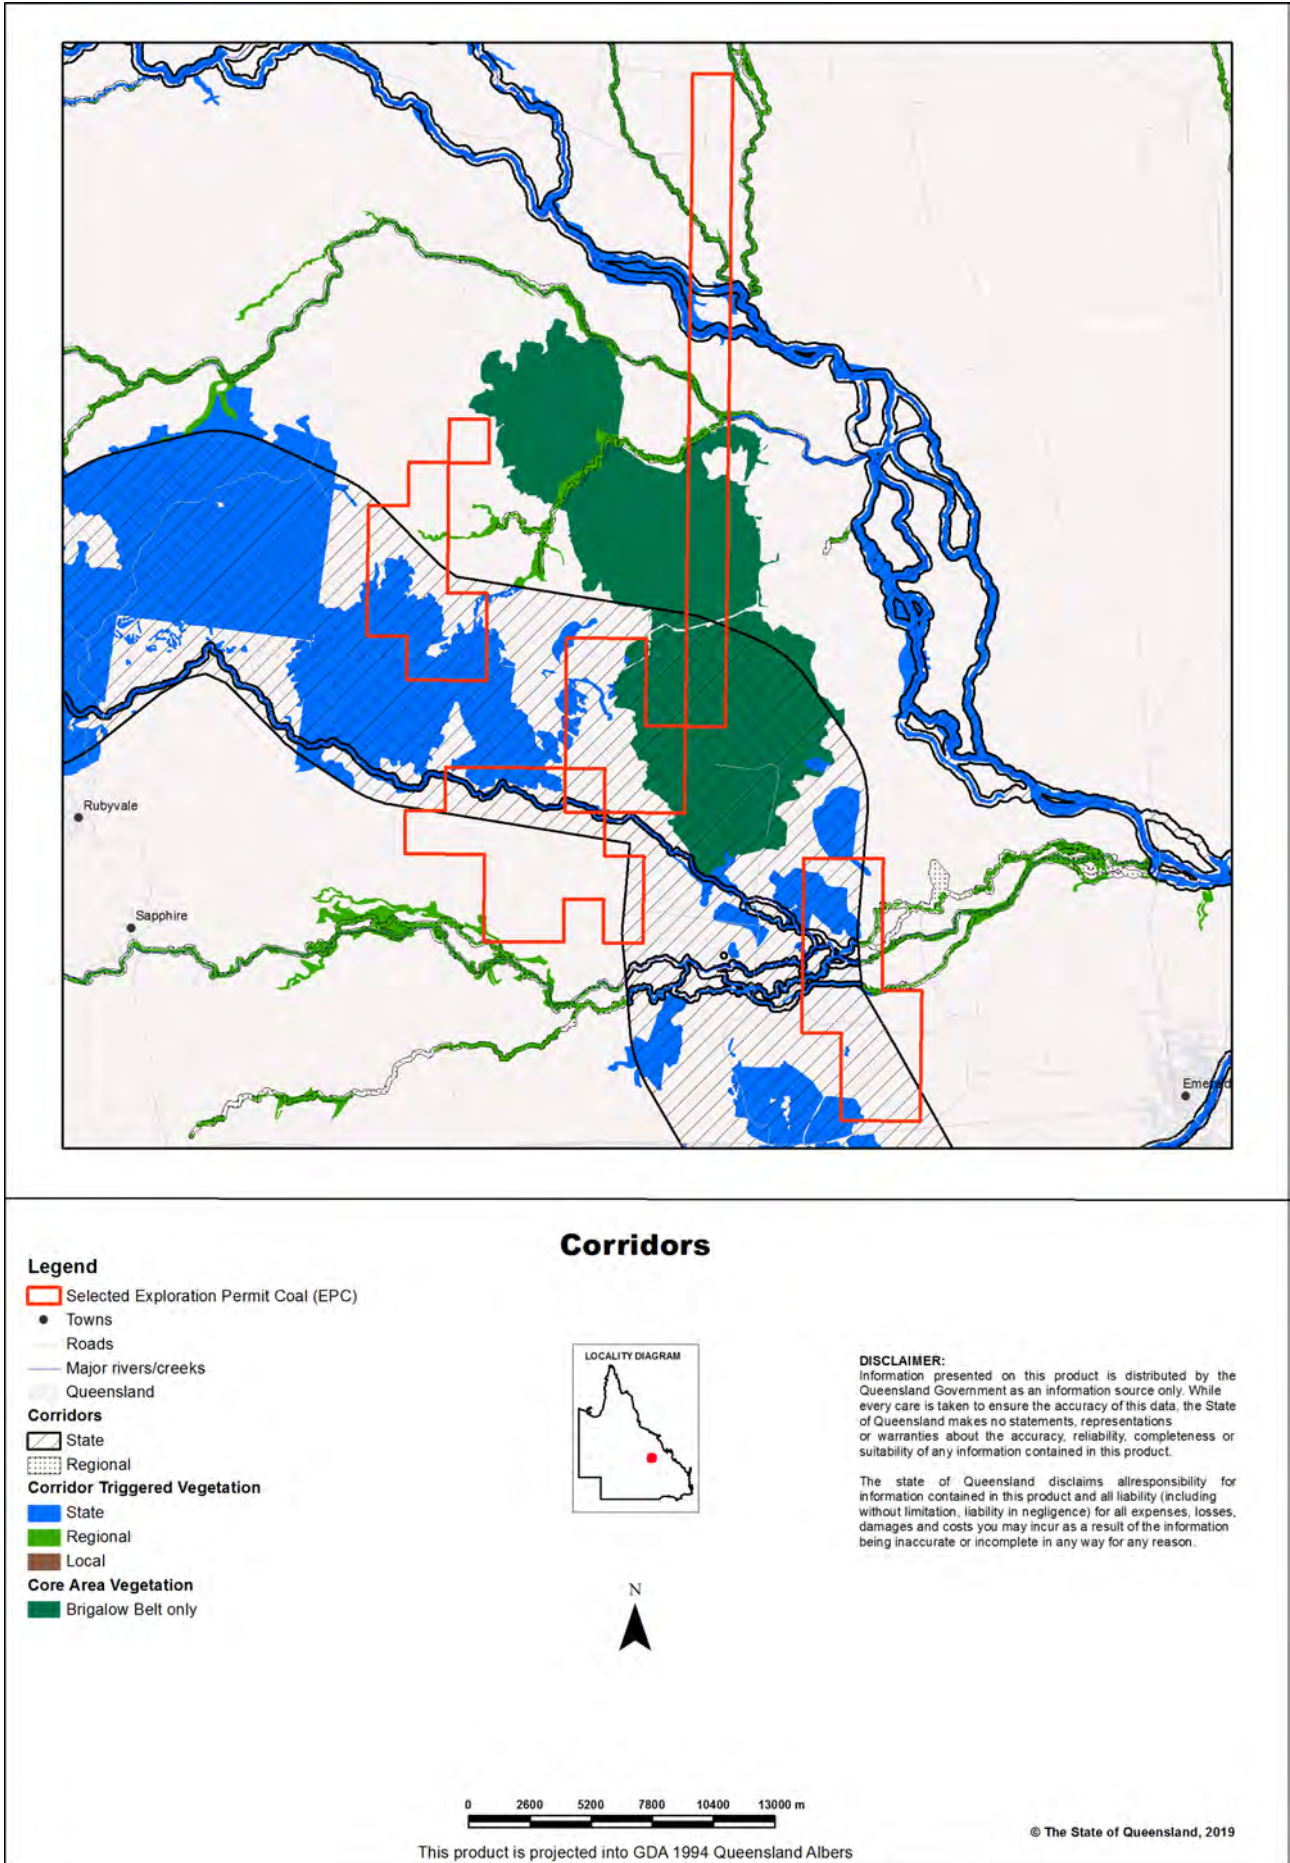 Rubyvale
Sapphire
Emerald
Corridors
Legend
Selected Exploration Permit Coal (EPC)
Towns
Roads
Major rivers/creeks
Queensland
Corridors
State
Regional
Corridor Triggered Vegetation
State
Regional
Local
Core Area Vegetation
Brigalow Belt only
LOCALITY DIAGRAM
N
DISCLAIMER:
Information presented on this product is distributed by the
Queensland Government as an information source only. While
every care is taken to ensure the accuracy of this data, the State
of Queensland makes no statements, representations
or warranties about the accuracy, reliability, completeness or
suitability of any information contained in this product.
The state of Queensland disclaims allresponsibility for
information contained in this product and all liability (including
without limitation, liability in negligence) for all expenses, losses,
damages and costs you may incur as a result of the information
being inaccurate or incomplete in any way for any reason.
0 2600 5200 7800 10400 13000 m
This product is projected into GDA 1994 Queensland Albers
© The State of Queensland, 2019